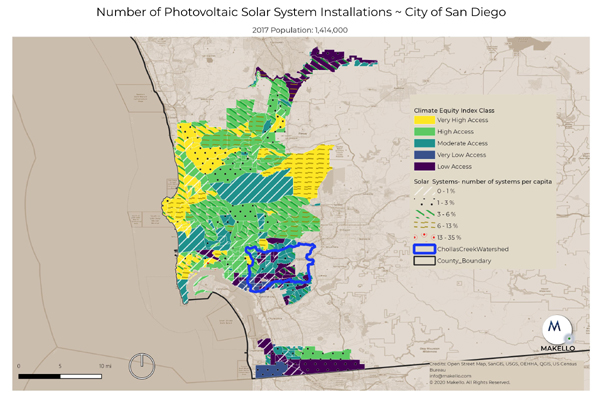 Number of Photovoltaic Solar System Installations ~ City of San Diego
2017 Population: 1,414,000
Climate Equity Index Class
Very High Access
High Access
Moderate Access
Very Low Access
Low Access
Solar Systems- number of systems per capita
0 - 1 %
1 - 3 %
3 - 6 %
6 - 13 %
13 - 35 %
ChollasCreekWatershed
County_Boundary
M
MAKELLO
0 5 10 mi
Credits: Open Street Map, SanGIS, USGS, OEHHA, QGIS, US Census
Bureau
info@makello.com
© 2020 Makello. All Rights Reserved.